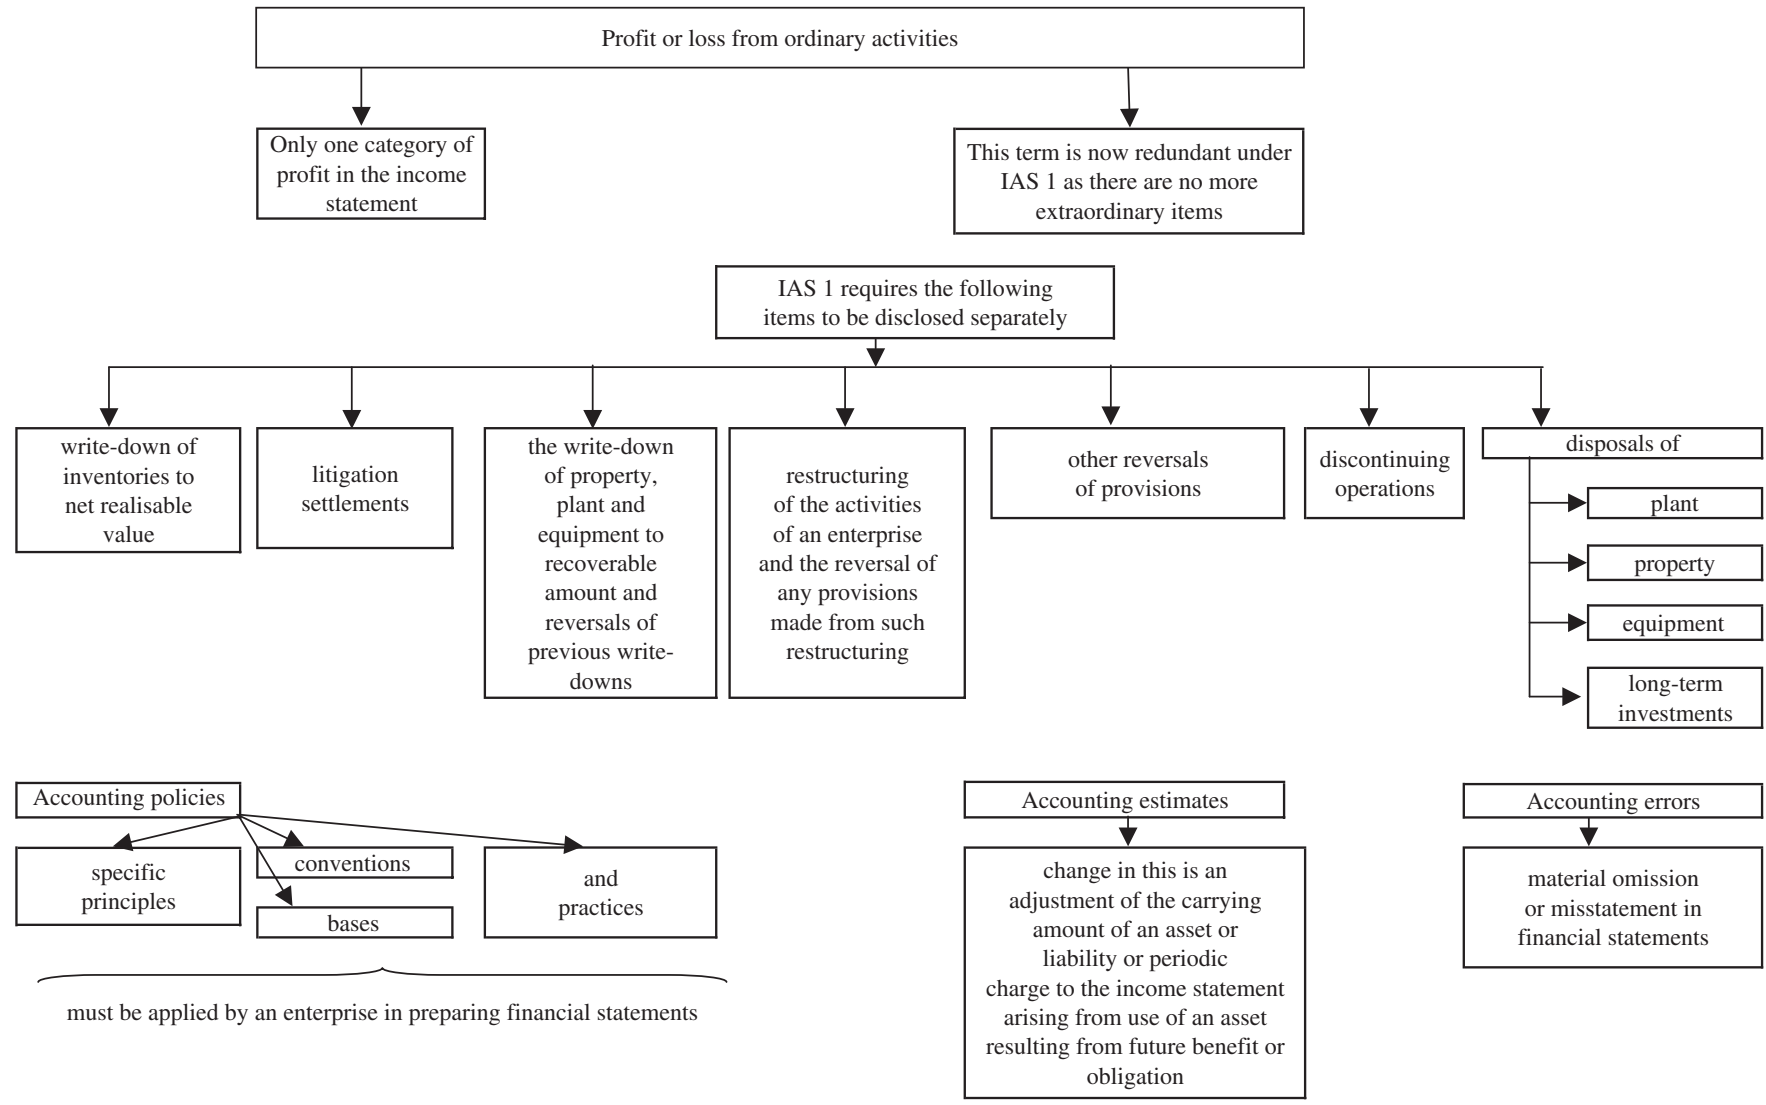 Profit or loss from ordinary activities
Only one category of
profit in the income
statement
This term is now redundant under
IAS 1 as there are no more
extraordinary items
IAS 1 requires the following
items to be disclosed separately
write-down of
inventories to
net realisable
value
litigation
settlements
the write-down
of property,
plant and
equipment to
recoverable
amount and
reversals of
previous write-
downs
restructuring
of the activities
of an enterprise
and the reversal of
any provisions
made from such
restructuring
other reversals
of provisions
discontinuing
operations
disposals of
plant
property
equipment
long-term
investments
Accounting policies
specific
principles
conventions
bases
and
practices
must be applied by an enterprise in preparing financial statements
Accounting estimates
change in this is an
adjustment of the carrying
amount of an asset or
liability or periodic
charge to the income statement
arising from use of an asset
resulting from future benefit or
obligation
Accounting errors
material omission
or misstatement in
financial statements